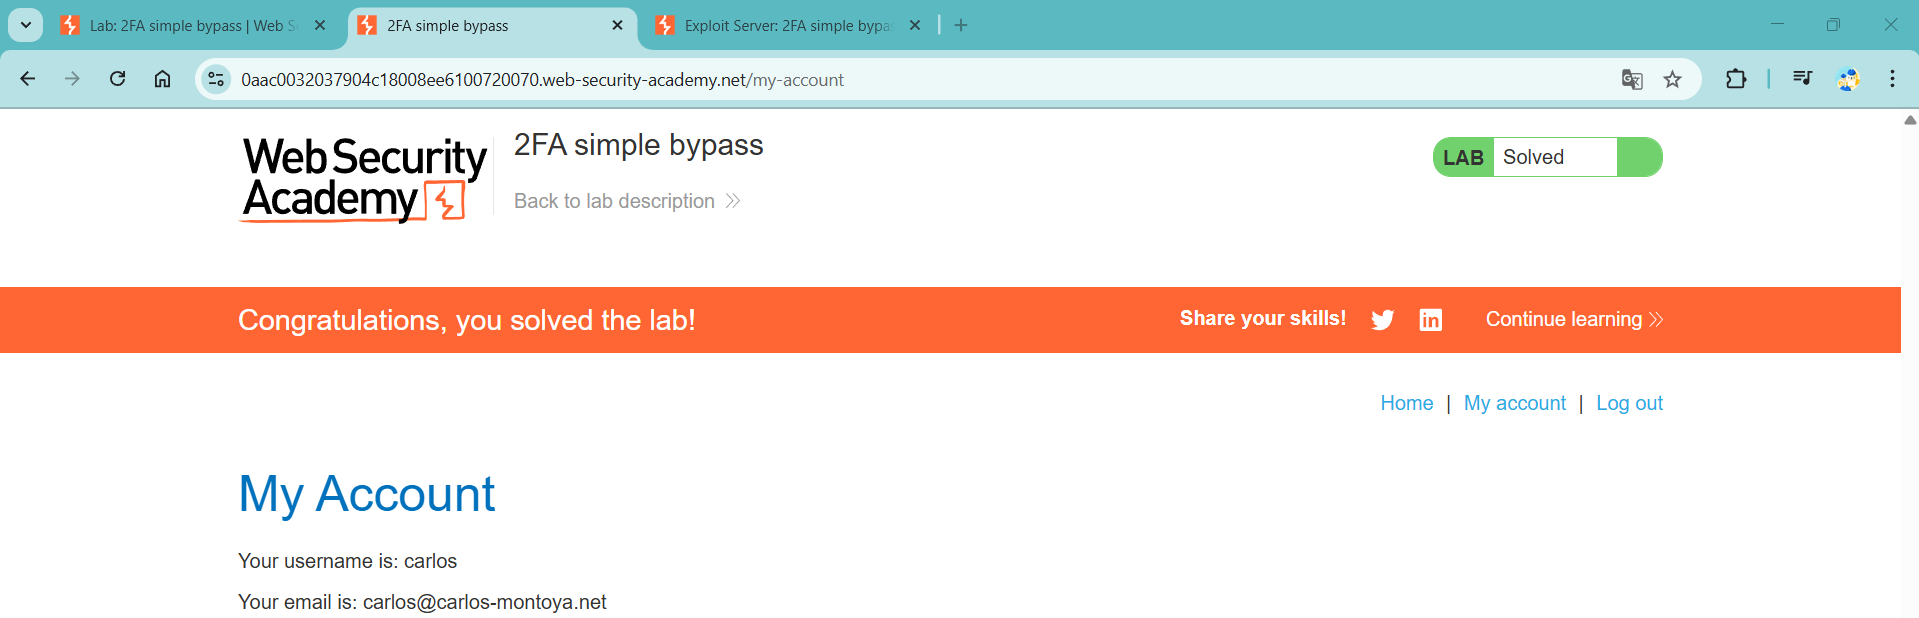 Lab: 2FA simple bypass | Web S
2FA simple bypass
Exploit Server: 2FA simple bypas
0aac0032037904c18008ee6100720070.web-security-academy.net/my-account
Web Security
Academy
2FA simple bypass
Back to lab description
LAB Solved
Congratulations, you solved the lab!
Share your skills!
Continue learning
Home | My account | Log out
My Account
Your username is: carlos
Your email is: carlos@carlos-montoya.net